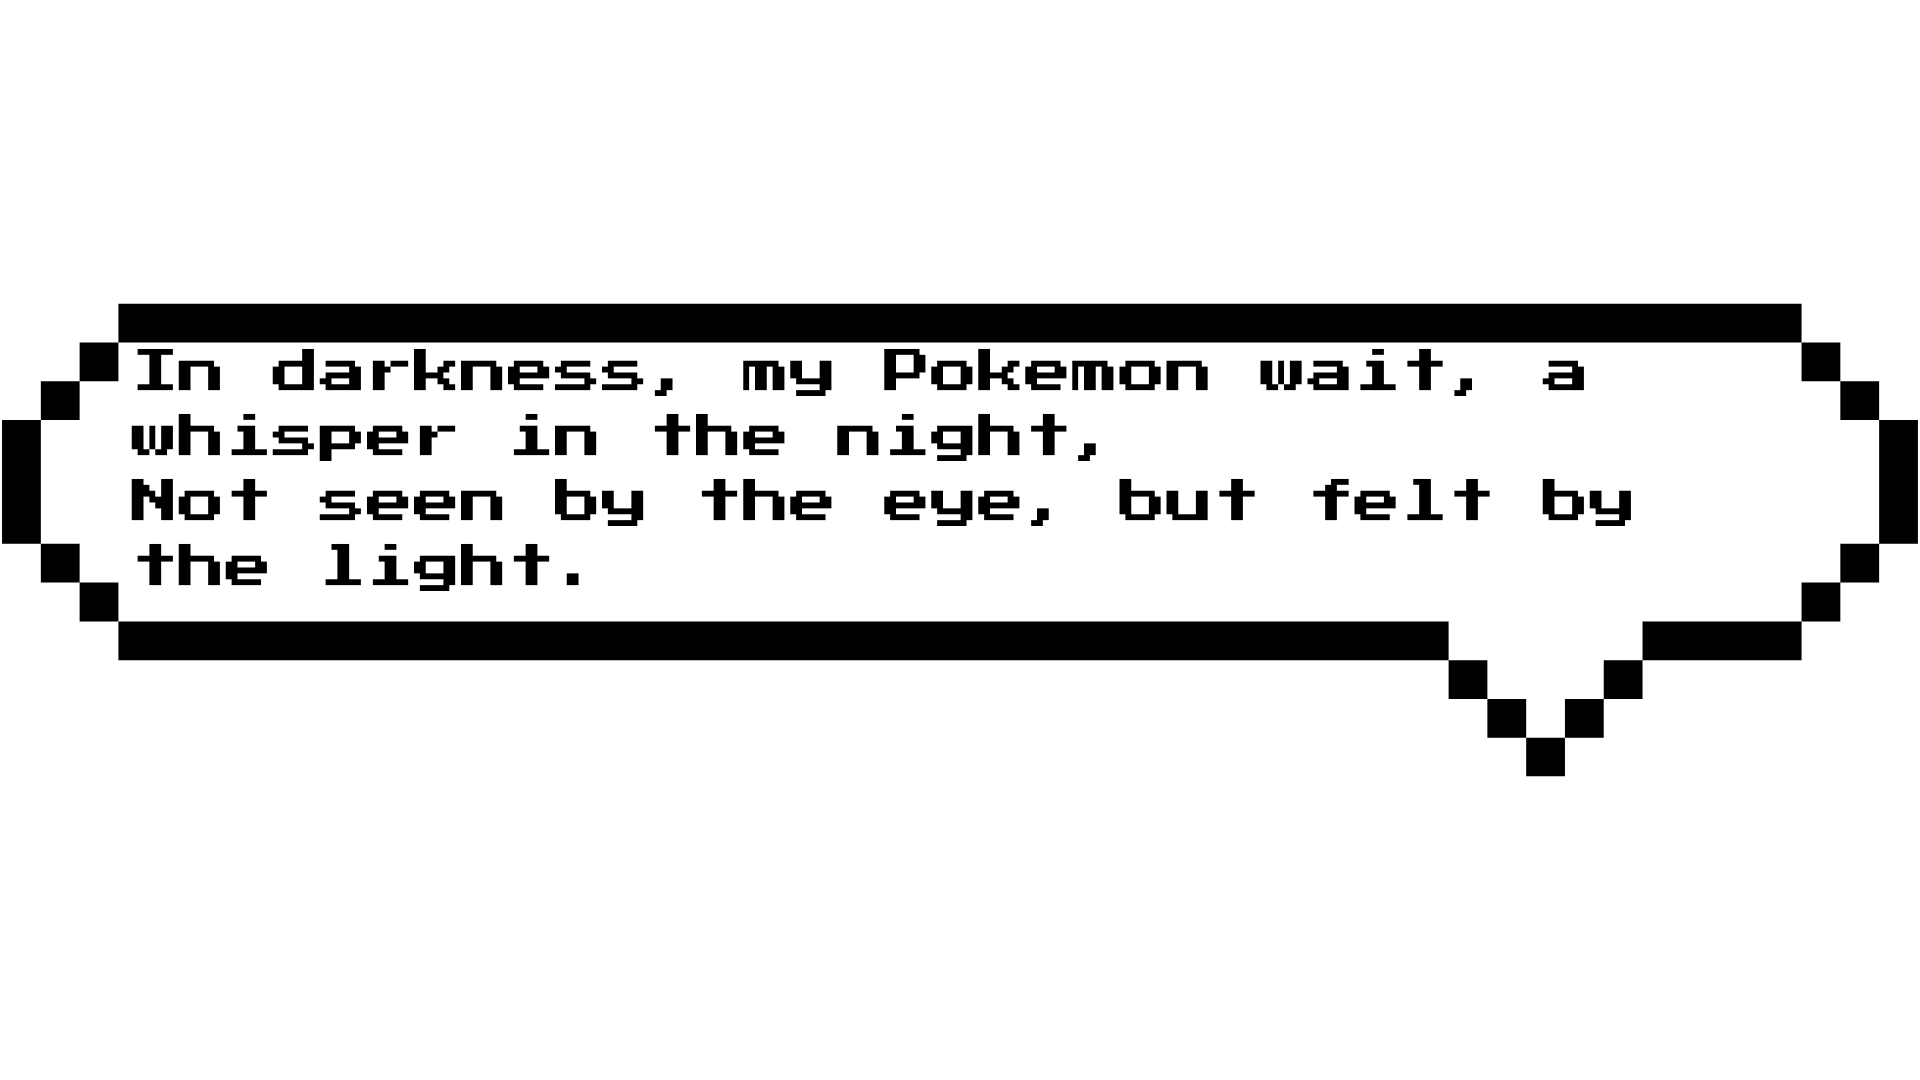 In darkness, my Pokemon wait, a
whisper in the night,
Not seen by the eye, but felt by
the light.